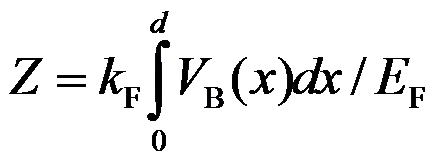 Z = k_F ∫_0^d V_B(x)dx / E_F